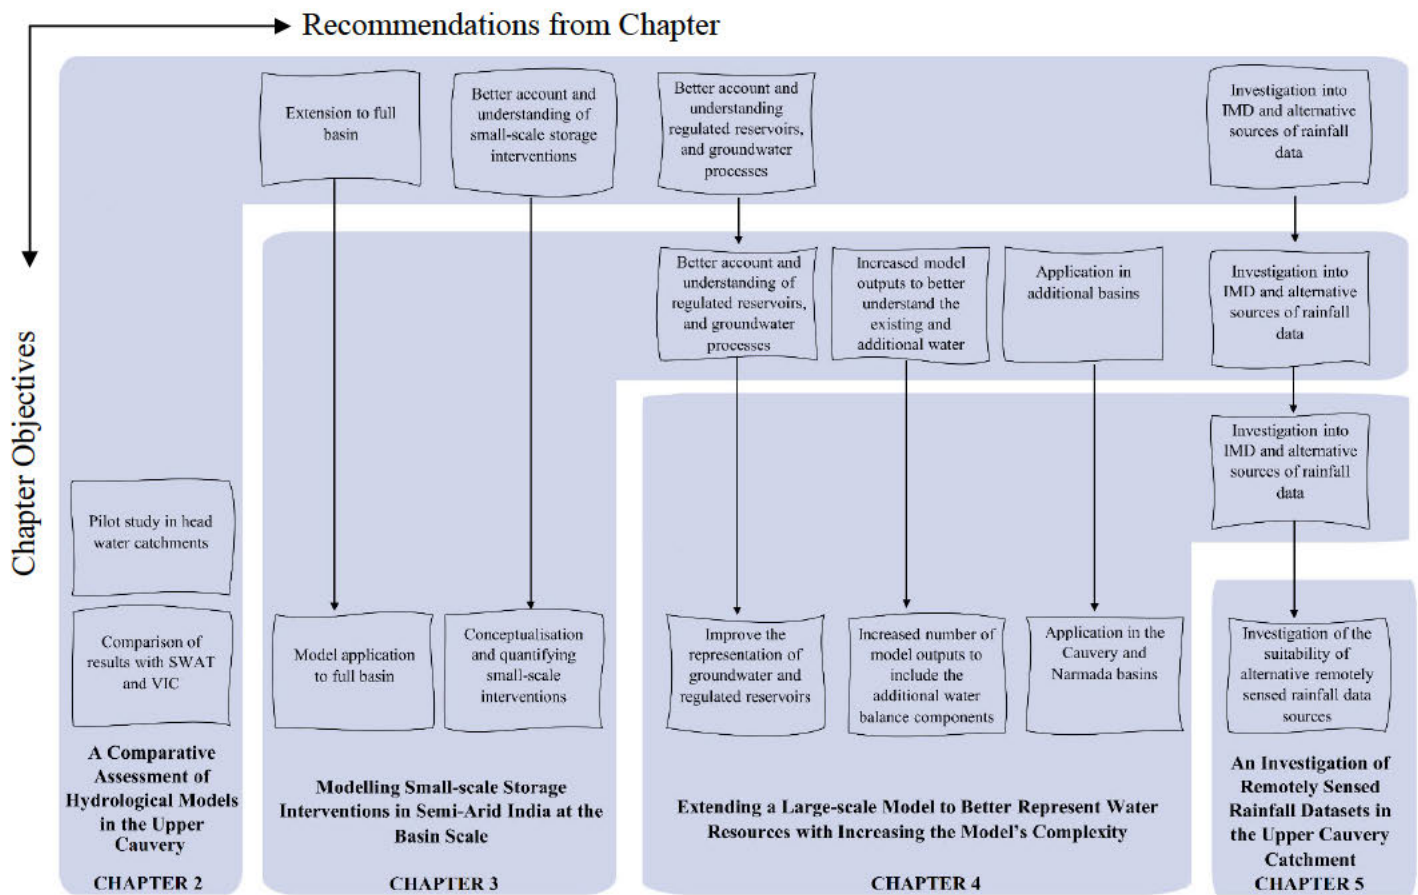 Recommendations from Chapter
Chapter Objectives
Extension to full
basin
Better account and
understanding of
small-scale storage
interventions
Better account and
understanding
regulated reservoirs,
and groundwater
processes
Investigation into
IMD and alternative
sources of rainfall
data
Better account and
understanding of
regulated reservoirs,
and groundwater
processes
Increased model
outputs to better
understand the
existing and
additional water
Application in
additional basins
Investigation into
IMD and alternative
sources of rainfall
data
Investigation into
IMD and alternative
sources of rainfall
data
Pilot study in head
water catchments
Comparison of
results with SWAT
and VIC
Model application
to full basin
Conceptualisation
and quantifying
small-scale
interventions
Improve the
representation of
groundwater and
regulated reservoirs
Increased number of
model outputs to
include the
additional water
balance components
Application in the
Cauvery and
Narmada basins
Investigation of the
suitability of
alternative remotely
sensed rainfall data
sources
A Comparative
Assessment of
Hydrological Models
in the Upper
Cauvery
CHAPTER 2
Modelling Small-scale Storage
Interventions in Semi-Arid India at the
Basin Scale
CHAPTER 3
Extending a Large-scale Model to Better Represent Water
Resources with Increasing the Model's Complexity
CHAPTER 4
An Investigation of
Remotely Sensed
Rainfall Datasets in
the Upper Cauvery
Catchment
CHAPTER 5